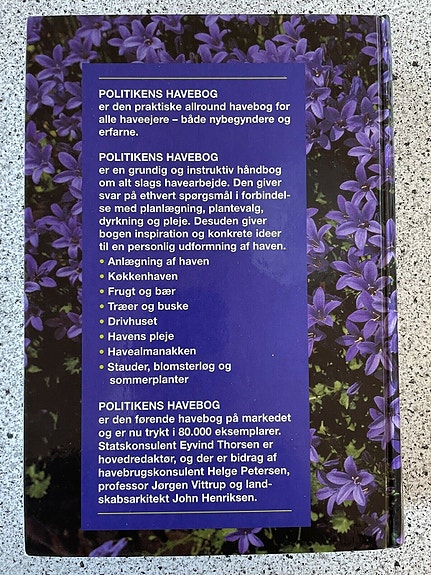 POLITIKENS HAVEBOG
er den praktiske allround havebog for
alle haveejere – både nybegyndere og
erfarne.
POLITIKENS HAVEBOG
er en grundig og instruktiv håndbog
om alt slags havearbejde. Den giver
svar på ethvert spørgsmål i forbindel-
se med planlægning, plantevalg,
dyrkning og pleje. Desuden giver
bogen inspiration og konkrete ideer
til en personlig udformning af haven.
• Anlægning af haven
• Køkkenhaven
• Frugt og bær
• Træer og buske
• Drivhuset
• Havens pleje
• Havealmanakken
• Stauder, blomsterløg og
sommerplanter
POLITIKENS HAVEBOG
er den førende havebog på markedet
og er nu trykt i 80.000 eksemplarer.
Statskonsulent Eyvind Thorsen er
hovedredaktør, og der er bidrag af
havebrugskonsulent Helge Petersen,
professor Jørgen Vittrup og land-
skabsarkitekt John Henriksen.